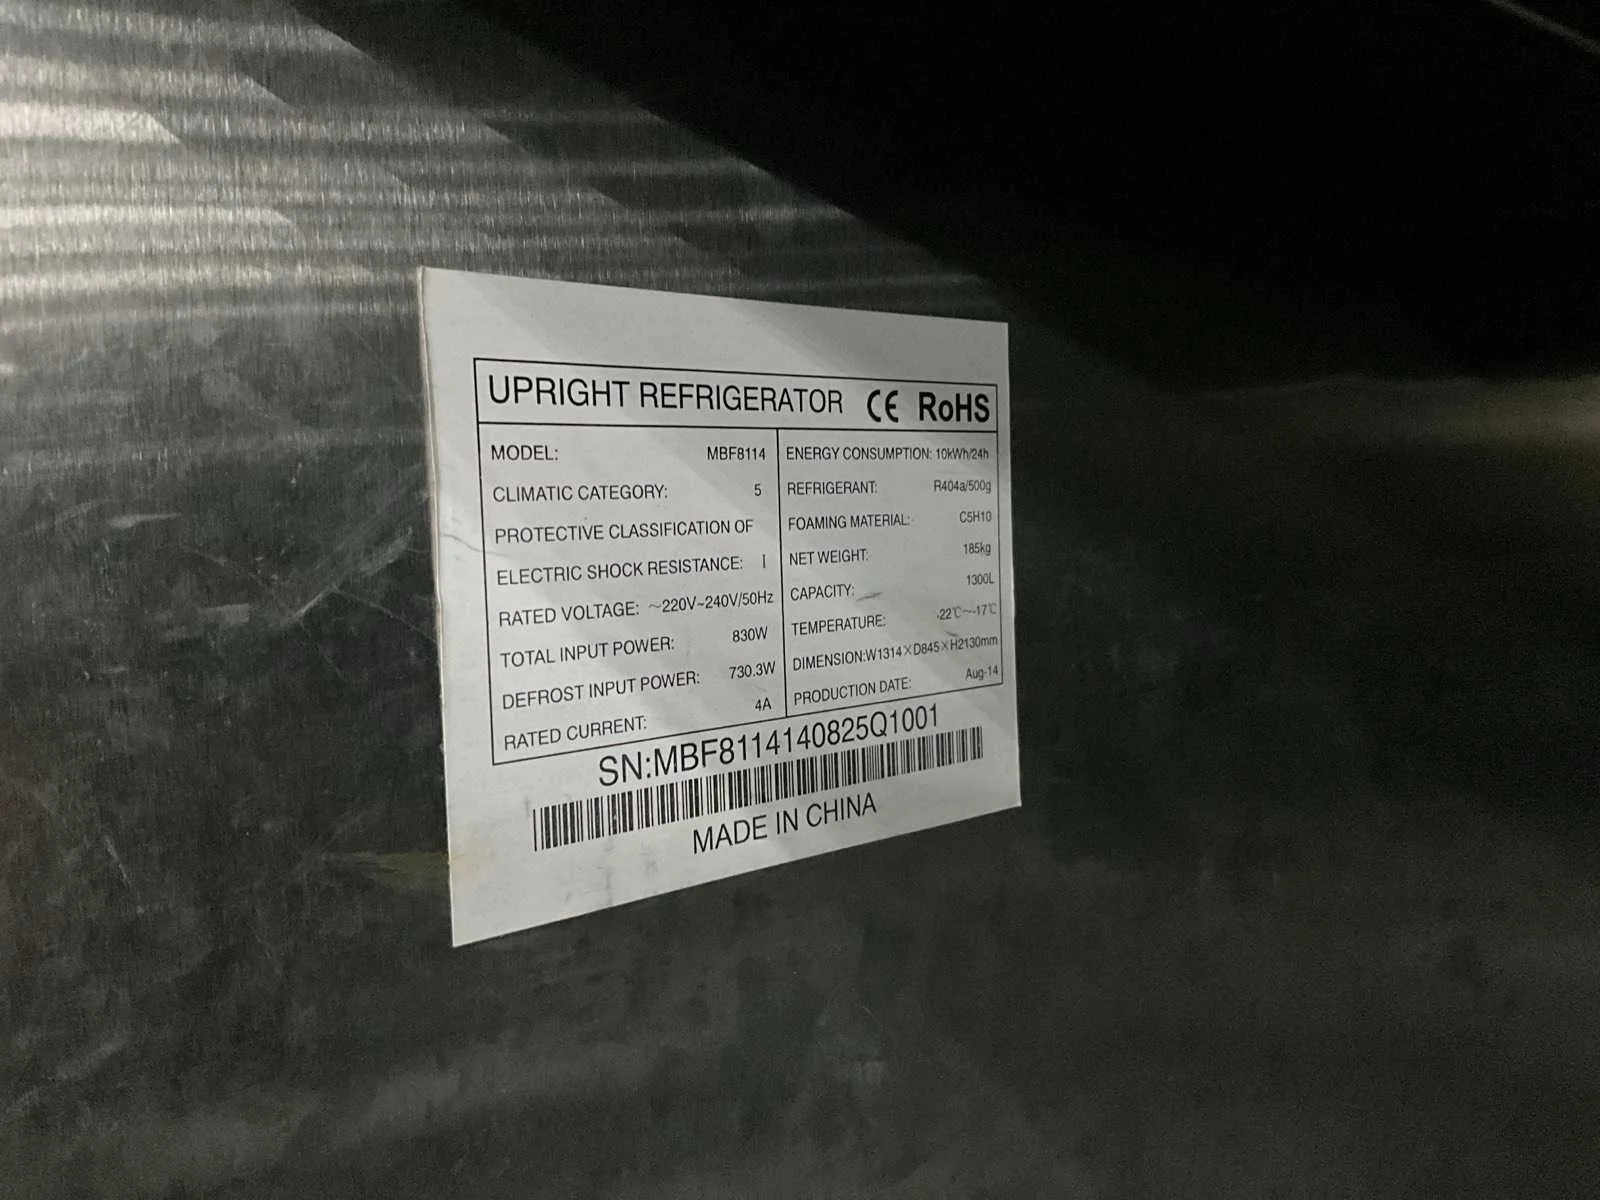 UPRIGHT REFRIGERATOR CE RoHS
MODEL: MBF8114
CLIMATIC CATEGORY: 5
PROTECTIVE CLASSIFICATION OF
ELECTRIC SHOCK RESISTANCE: I
RATED VOLTAGE: ~220V~240V/50Hz
TOTAL INPUT POWER: 830W
DEFROST INPUT POWER: 730.3W
RATED CURRENT: 4A
ENERGY CONSUMPTION: 10kWh/24h
REFRIGERANT: R404a/500g
FOAMING MATERIAL: C5H10
NET WEIGHT: 185kg
CAPACITY: 1300L
TEMPERATURE: -22℃~-17℃
DIMENSION:W1314×D845×H2130mm
PRODUCTION DATE: Aug-14
SN:MBF8114140825Q1001
MADE IN CHINA